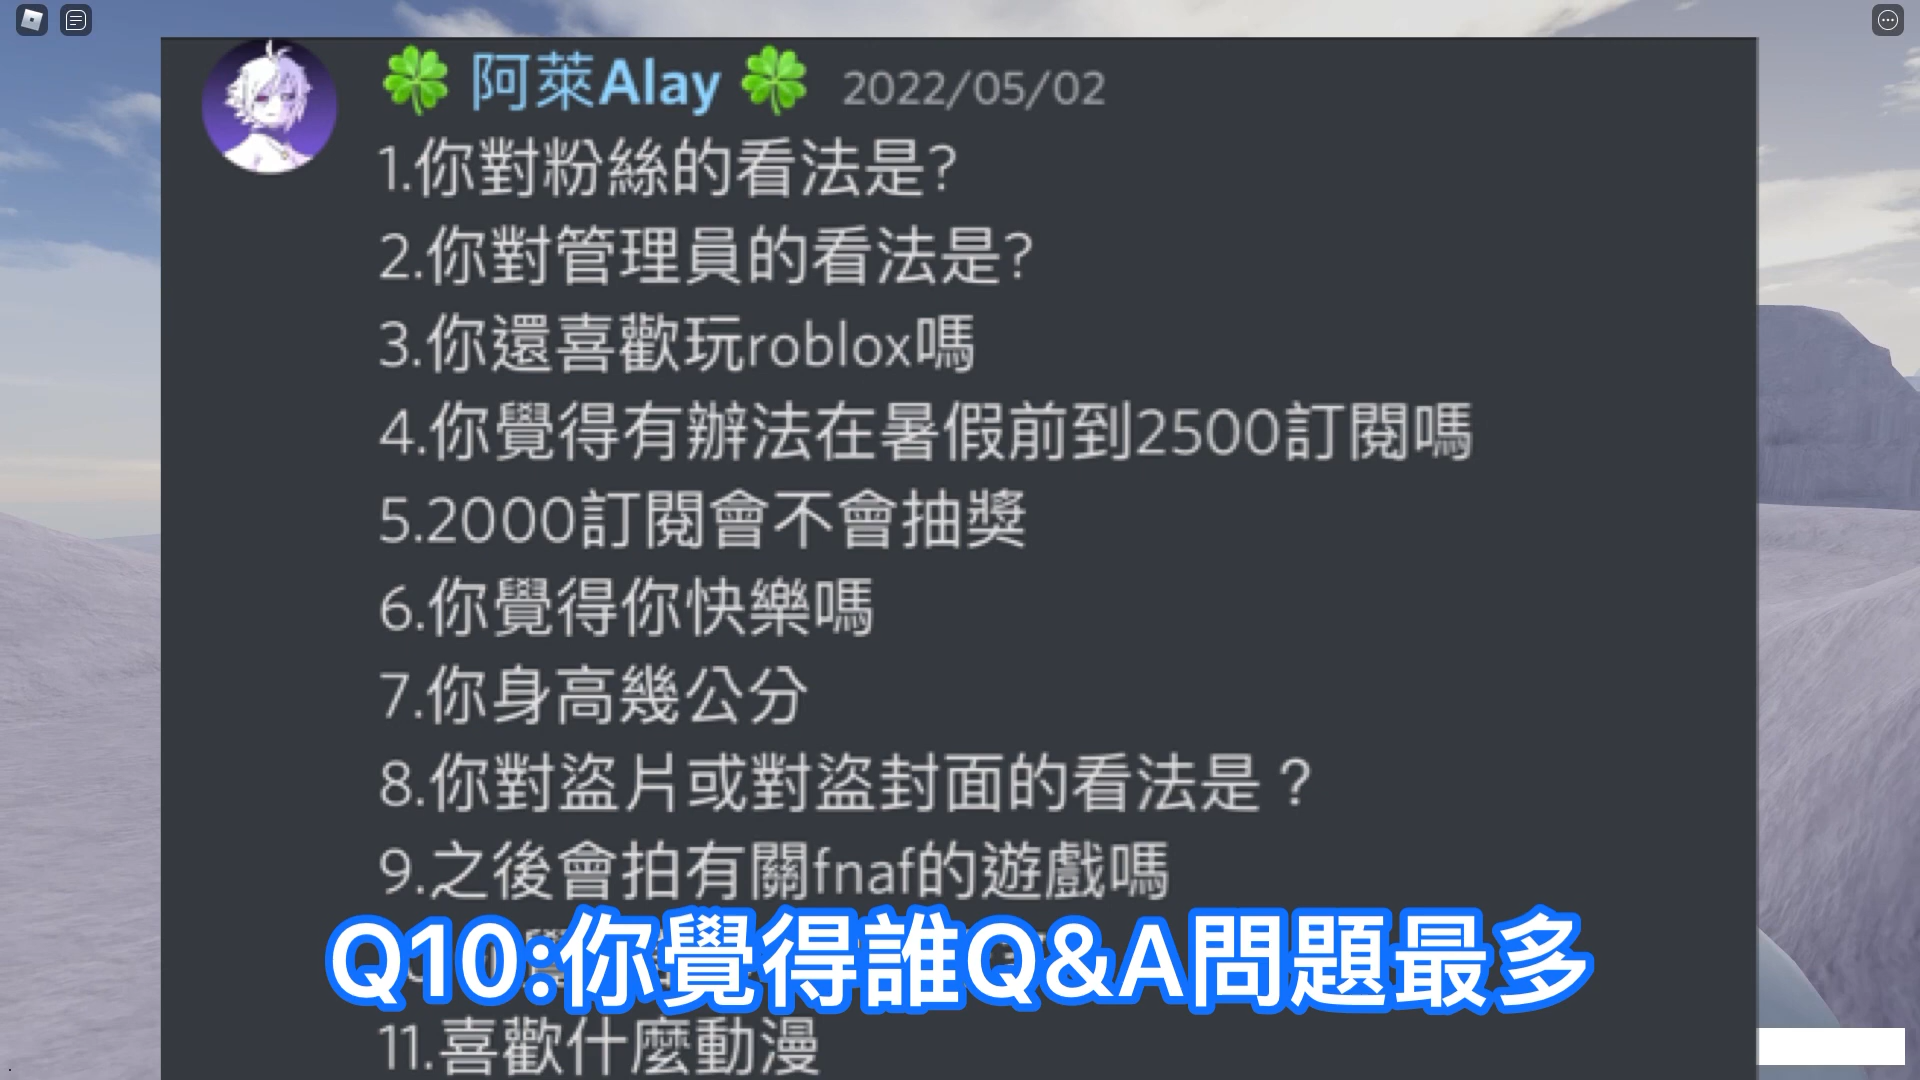 🍀 阿萊Alay 🍀 2022/05/02
1.你對粉絲的看法是?
2.你對管理員的看法是?
3.你還喜歡玩roblox嗎
4.你覺得有辦法在暑假前到2500訂閱嗎
5.2000訂閱會不會抽獎
6.你覺得你快樂嗎
7.你身高幾公分
8.你對盜片或對盜封面的看法是？
9.之後會拍有關fnaf的遊戲嗎
Q10:你覺得誰Q&A問題最多
11.喜歡什麼動漫